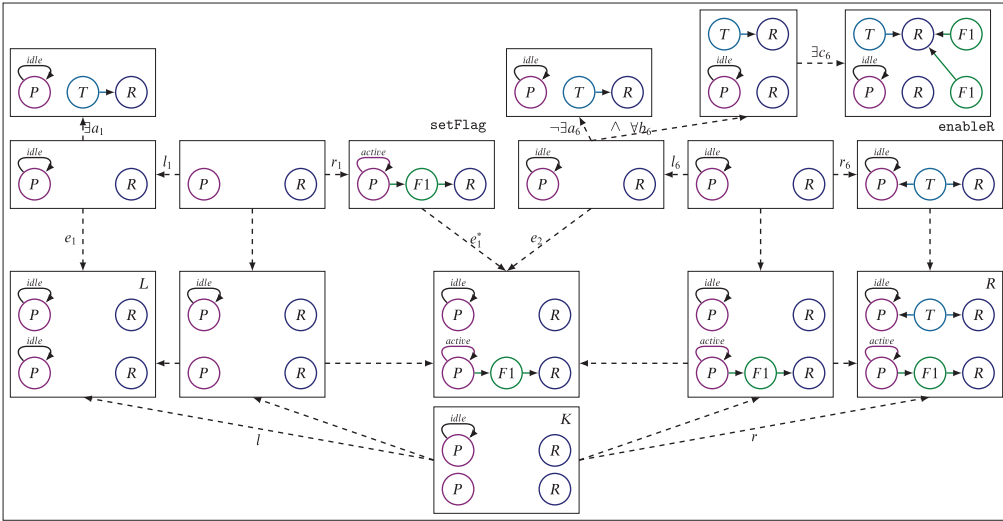 T R ∃c₆ T R F1
idle idle idle idle
P T R P T R P R P R F1
∃a₁ setFlag ¬∃a₆ ∧ ∀b₆ enableR
idle l₁ r₁ active idle l₆ idle r₆ idle
P R P R P F1 R P R P R P T R
e₁ e₁* e₂
idle L idle idle idle idle R
P R P R P R P R P T R
idle active active active
P R P R P F1 R P F1 R P F1 R
idle K
P R
l r
P R